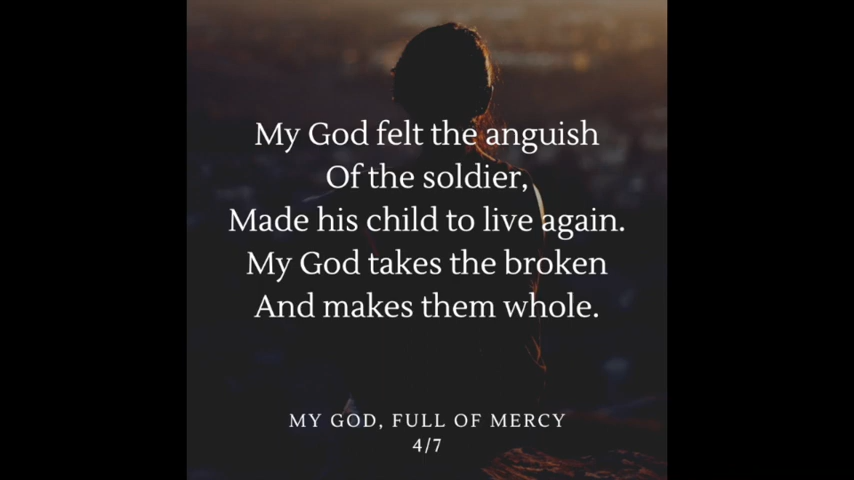 My God felt the anguish
Of the soldier,
Made his child to live again.
My God takes the broken
And makes them whole.
MY GOD, FULL OF MERCY
4/7